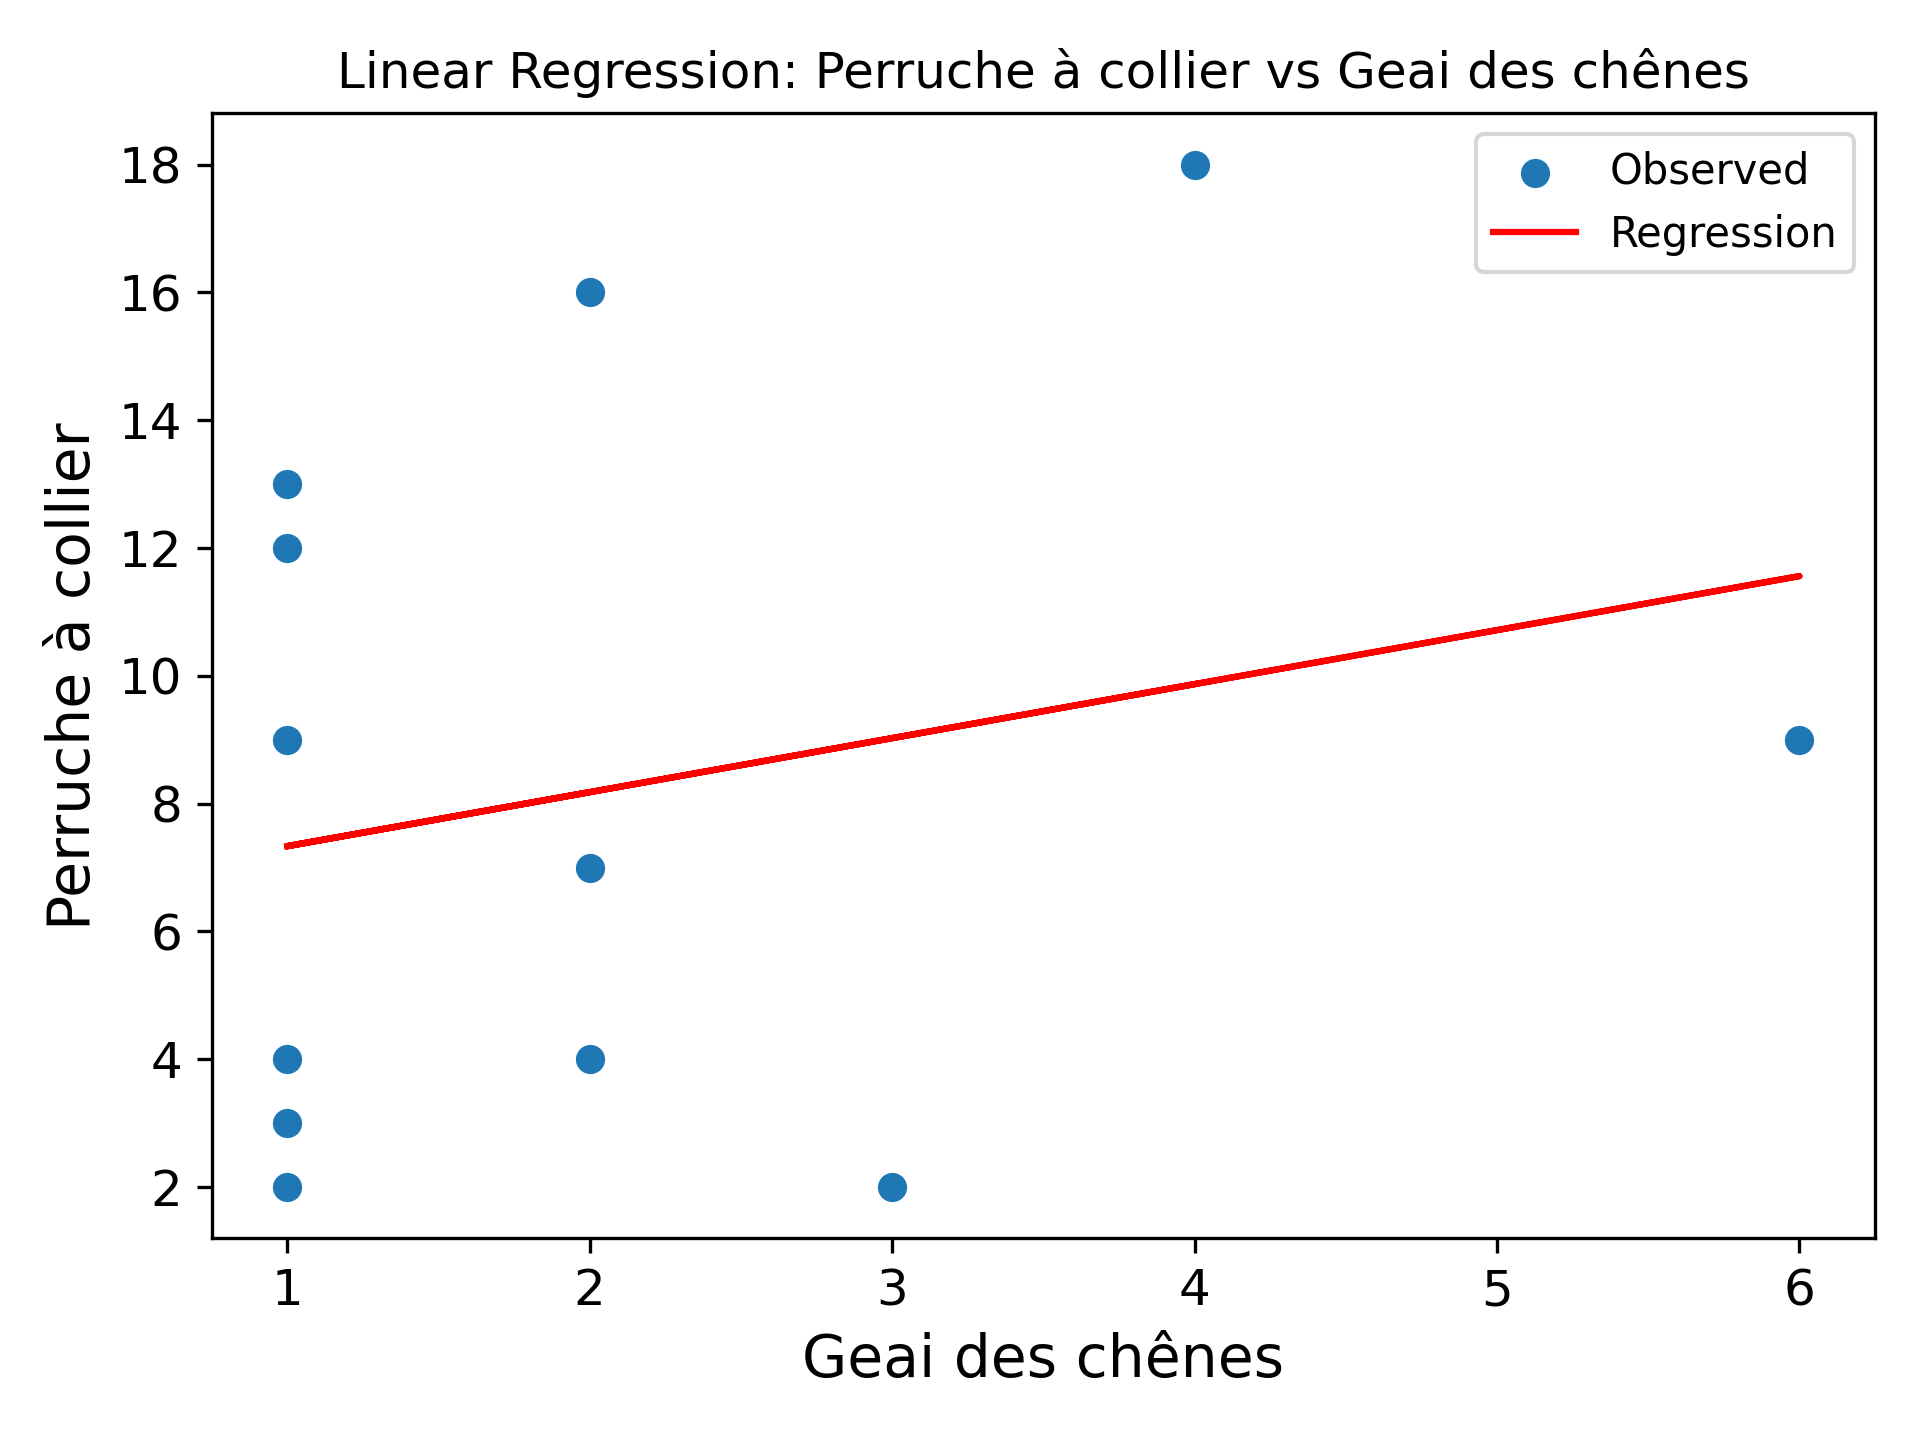 Linear Regression: Perruche à collier vs Geai des chênes
Observed
Regression
Perruche à collier
18
16
14
12
10
8
6
4
2
1 2 3 4 5 6
Geai des chênes